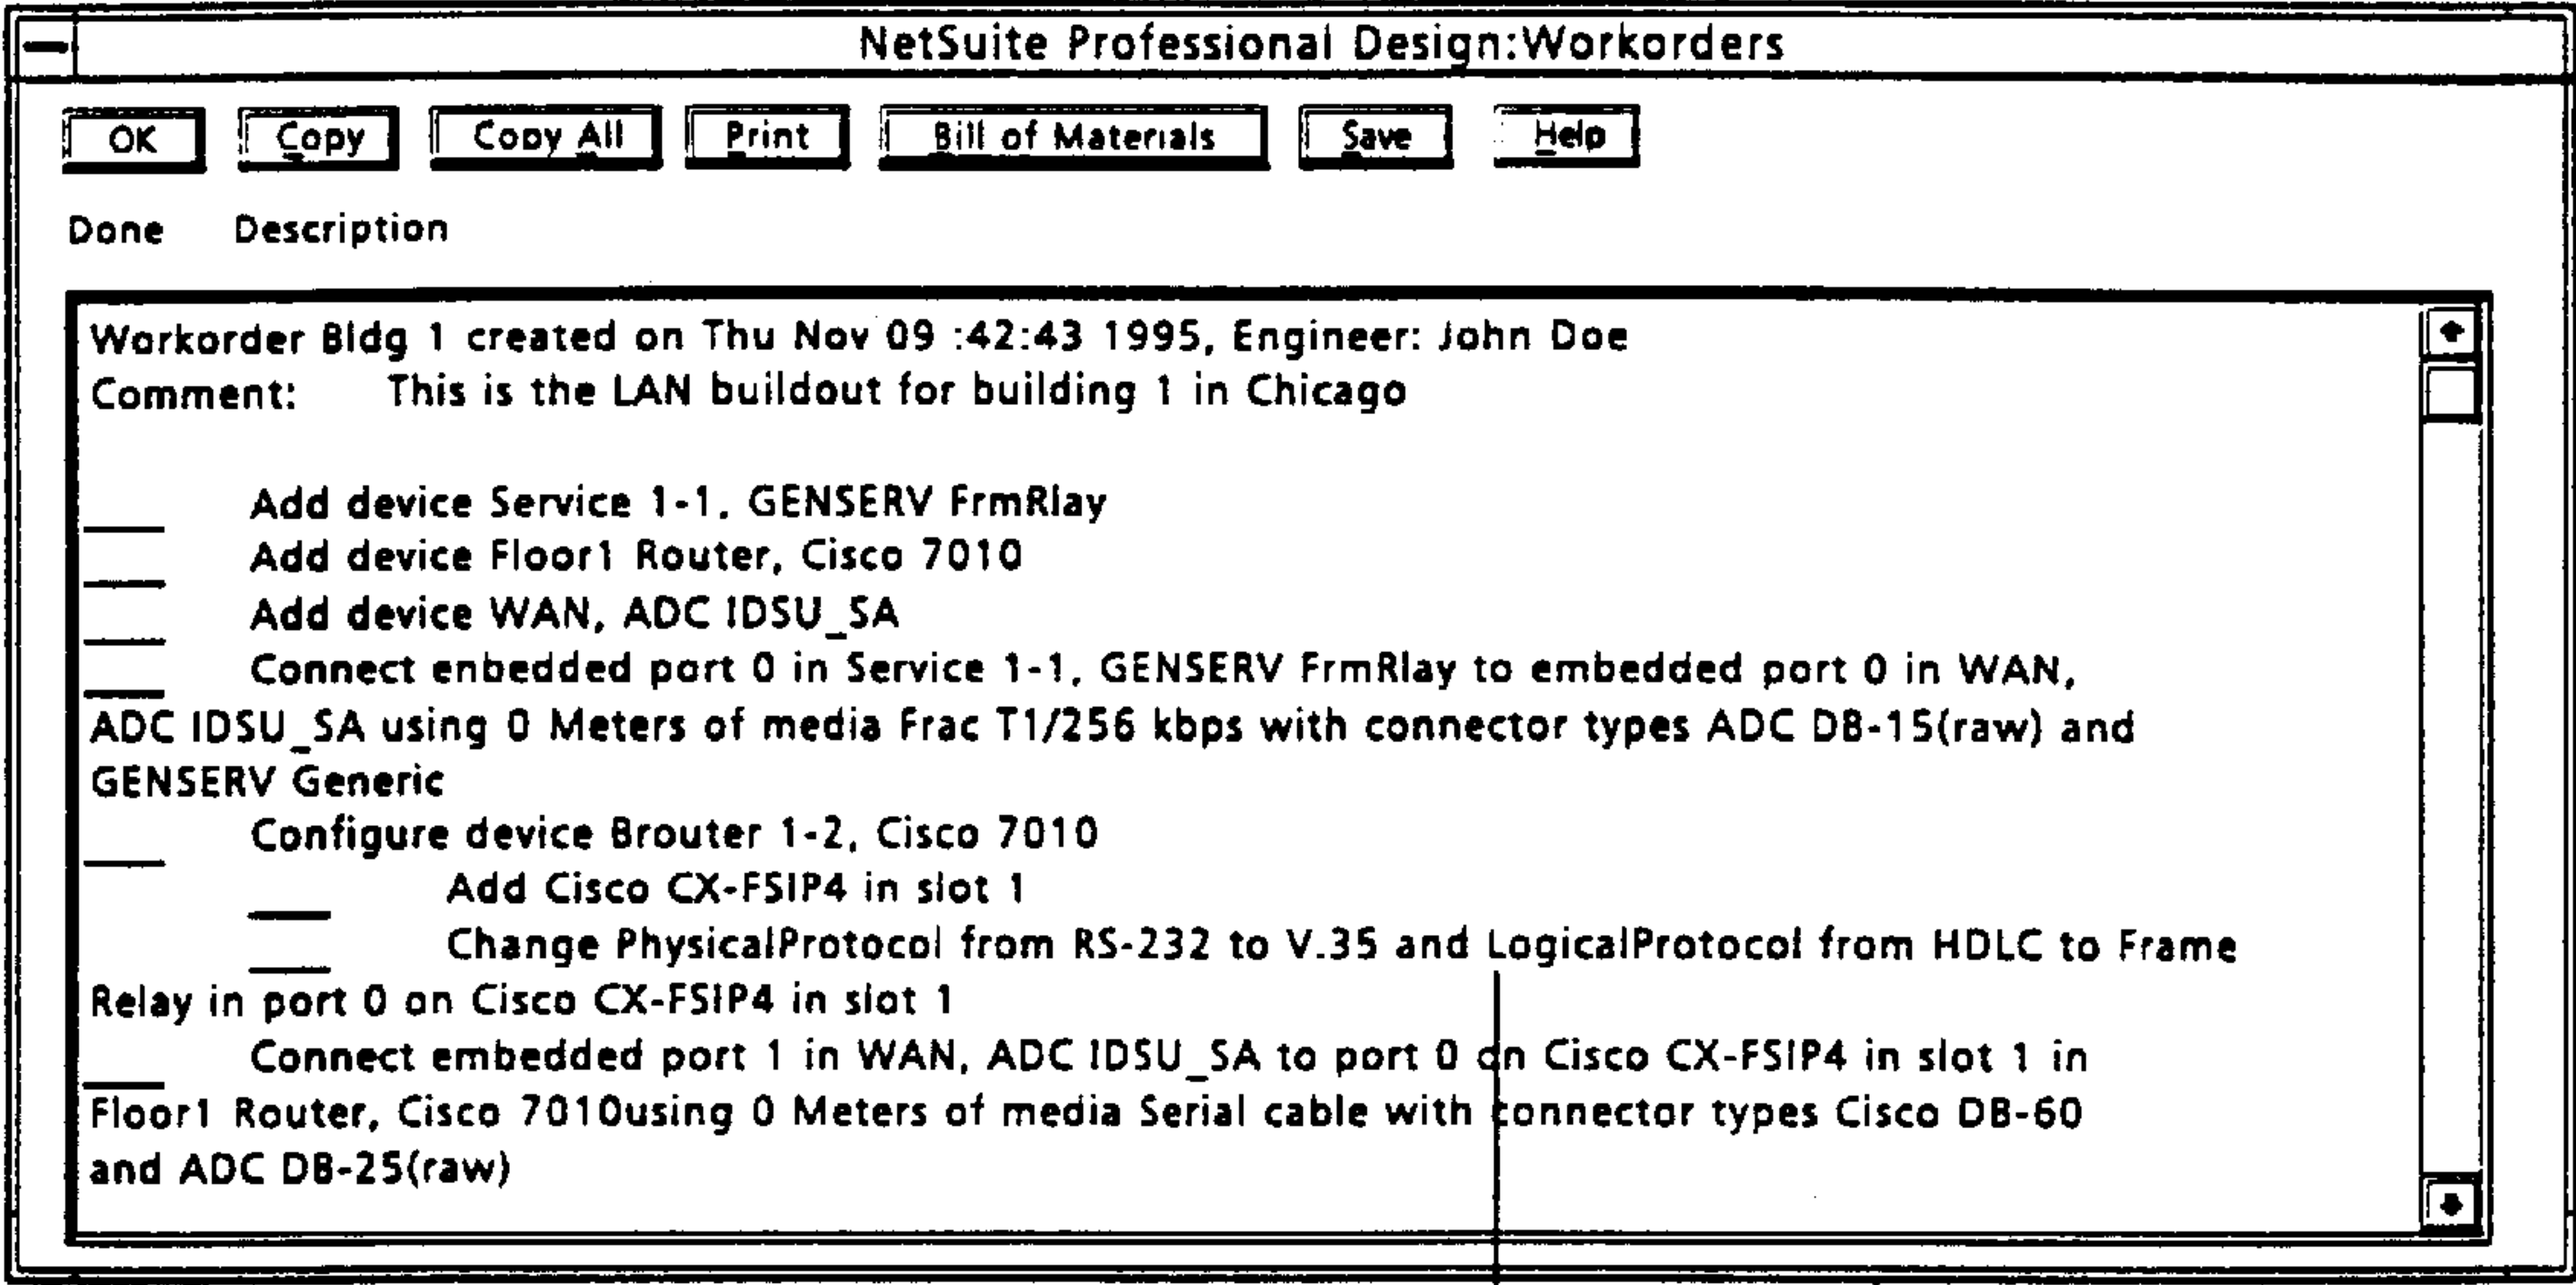 NetSuite Professional Design:Workorders
OK Copy Copy All Print Bill of Materials Save Help
Done Description
Workorder Bldg 1 created on Thu Nov 09 :42:43 1995, Engineer: John Doe
Comment: This is the LAN buildout for building 1 in Chicago
Add device Service 1-1, GENSERV FrmRlay
Add device Floor1 Router, Cisco 7010
Add device WAN, ADC IDSU_SA
Connect enbedded port 0 in Service 1-1, GENSERV FrmRlay to embedded port 0 in WAN,
ADC IDSU_SA using 0 Meters of media Frac T1/256 kbps with connector types ADC DB-15(raw) and
GENSERV Generic
Configure device Brouter 1-2, Cisco 7010
Add Cisco CX-FSIP4 in slot 1
Change PhysicalProtocol from RS-232 to V.35 and LogicalProtocol from HDLC to Frame
Relay in port 0 on Cisco CX-FSIP4 in slot 1
Connect embedded port 1 in WAN, ADC IDSU_SA to port 0 on Cisco CX-FSIP4 in slot 1 in
Floor1 Router, Cisco 7010using 0 Meters of media Serial cable with connector types Cisco DB-60
and ADC DB-25(raw)